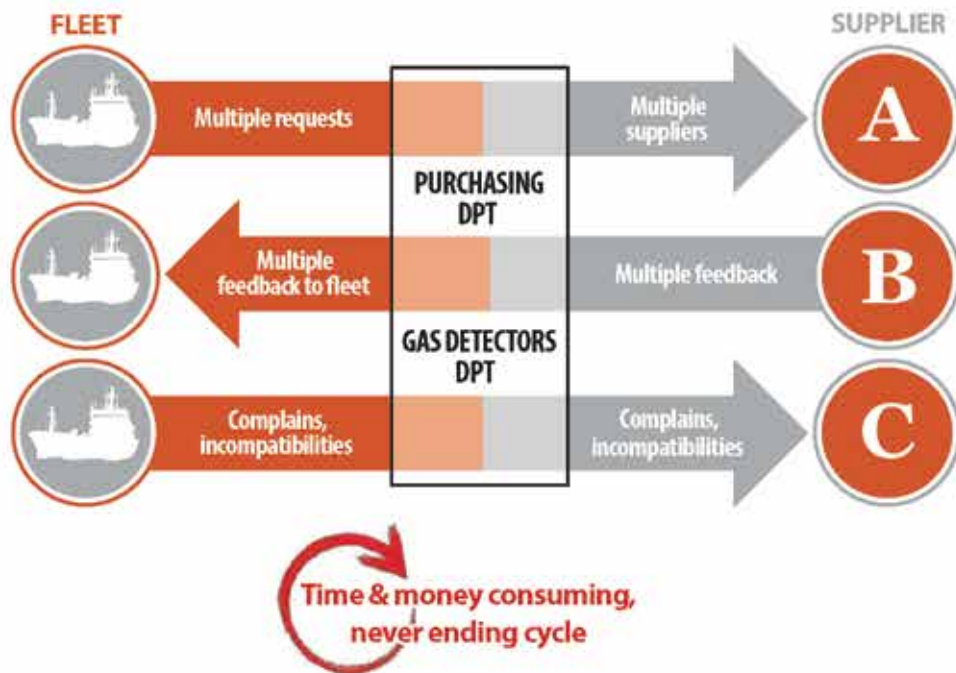 FLEET
SUPPLIER
Multiple requests
Multiple
suppliers
A
PURCHASING
DPT
Multiple
feedback to fleet
Multiple feedback
B
GAS DETECTORS
DPT
Complains,
incompatibilities
Complains,
incompatibilities
C
Time & money consuming,
never ending cycle